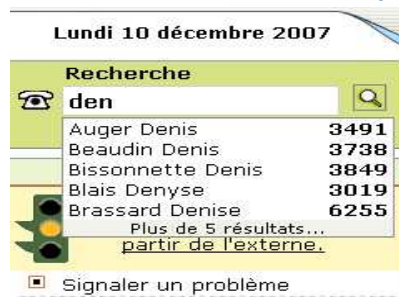 Lundi 10 décembre 2007
Recherche
den
Auger Denis 3491
Beaudin Denis 3738
Bissonnette Denis 3849
Blais Denyse 3019
Brassard Denise 6255
Plus de 5 résultats...
partir de l'externe.
Signaler un problème